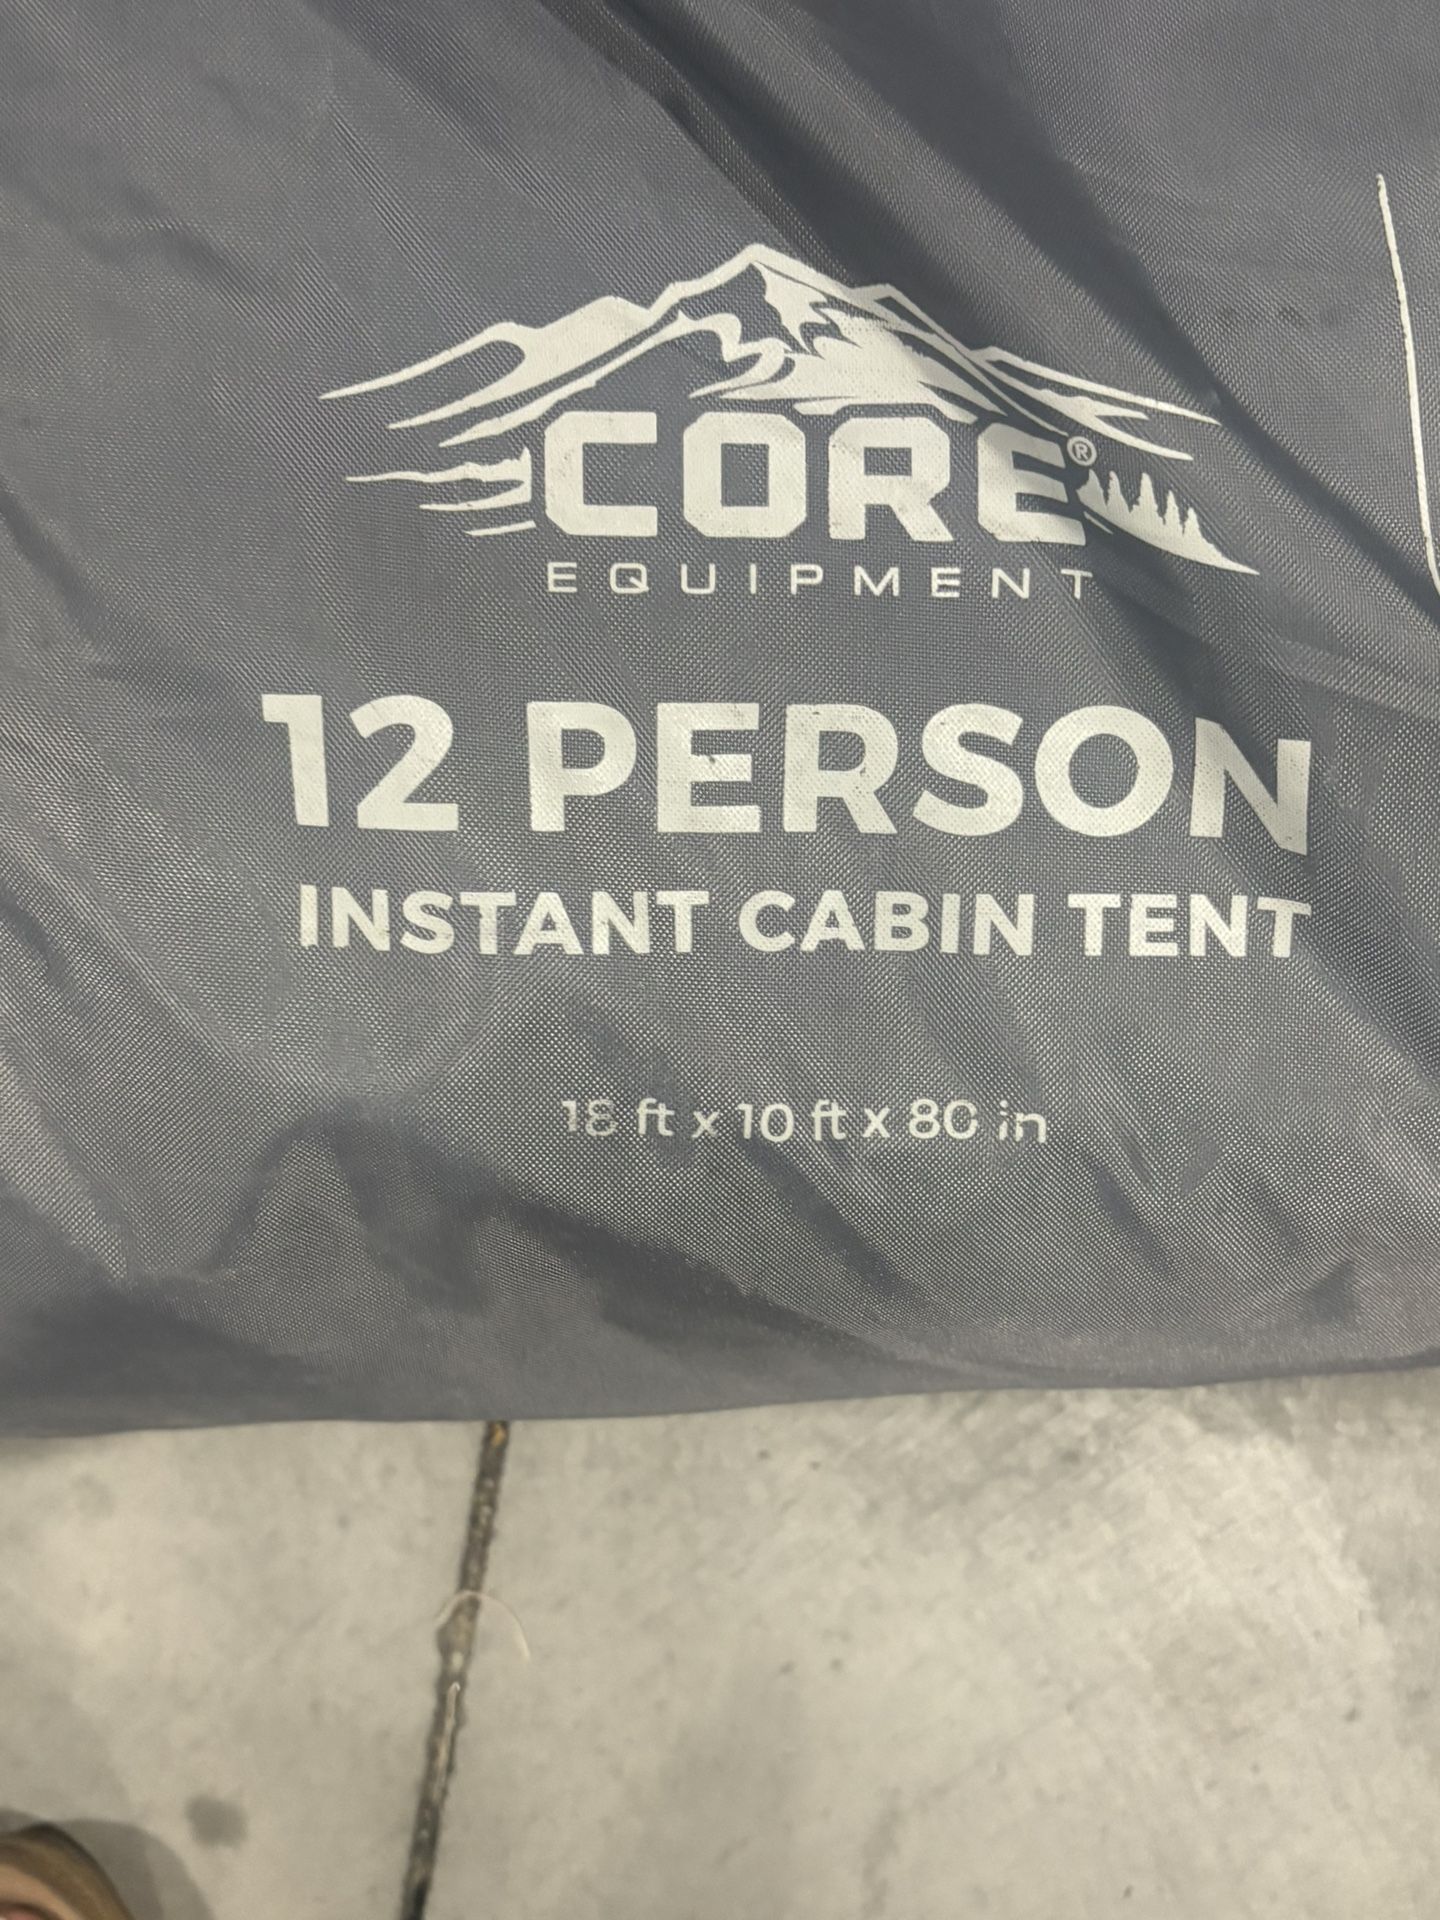 CORE®
EQUIPMENT
12 PERSON
INSTANT CABIN TENT
18 ft x 10 ft x 80 in